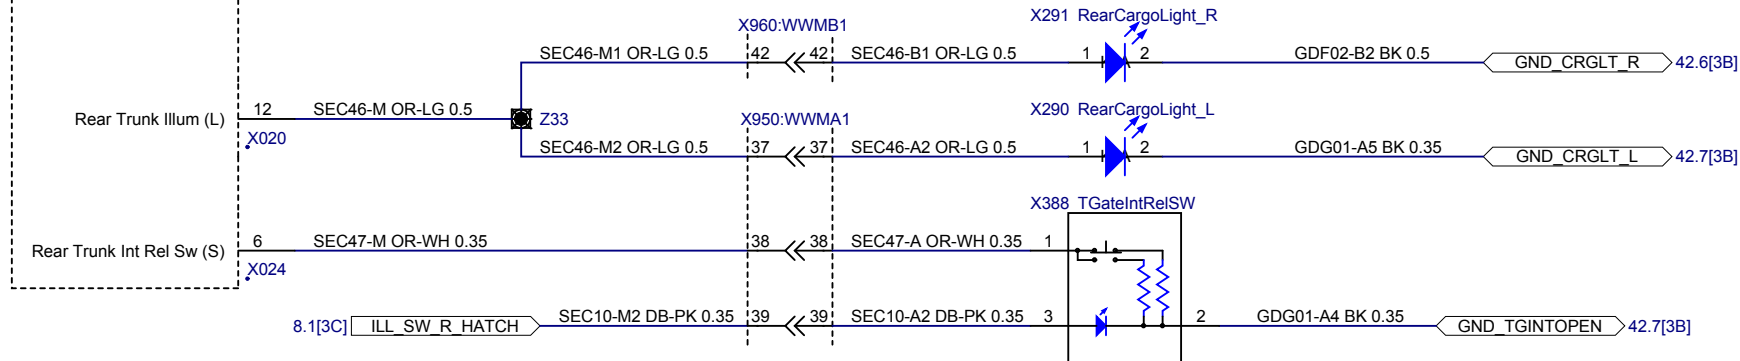 X960:WWMB1
X291 RearCargoLight_R
SEC46-M1 OR-LG 0.5 42 42 SEC46-B1 OR-LG 0.5 1 2 GDF02-B2 BK 0.5 GND_CRGLT_R 42.6[3B]
Rear Trunk Illum (L) 12 SEC46-M OR-LG 0.5 Z33
X020
X950:WWMA1
X290 RearCargoLight_L
SEC46-M2 OR-LG 0.5 37 37 SEC46-A2 OR-LG 0.5 1 2 GDG01-A5 BK 0.35 GND_CRGLT_L 42.7[3B]
X388 TGateIntRelSW
Rear Trunk Int Rel Sw (S) 6 SEC47-M OR-WH 0.35 38 38 SEC47-A OR-WH 0.35 1
X024
8.1[3C] ILL_SW_R_HATCH SEC10-M2 DB-PK 0.35 39 39 SEC10-A2 DB-PK 0.35 3 2 GDG01-A4 BK 0.35 GND_TGINTOPEN 42.7[3B]